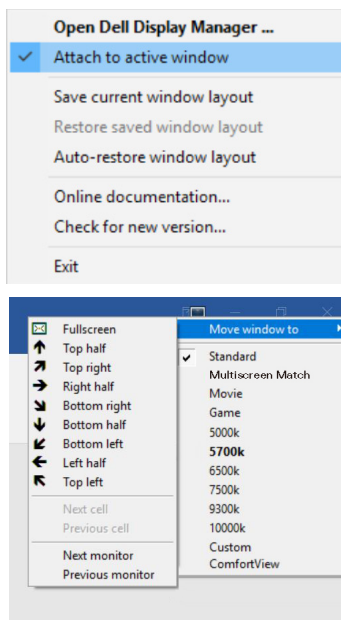 Open Dell Display Manager ...
Attach to active window
Save current window layout
Restore saved window layout
Auto-restore window layout
Online documentation...
Check for new version...
Exit
Fullscreen
Top half
Top right
Right half
Bottom right
Bottom half
Bottom left
Left half
Top left
Next cell
Previous cell
Next monitor
Previous monitor
Move window to
Standard
Multiscreen Match
Movie
Game
5000k
5700k
6500k
7500k
9300k
10000k
Custom
ComfortView